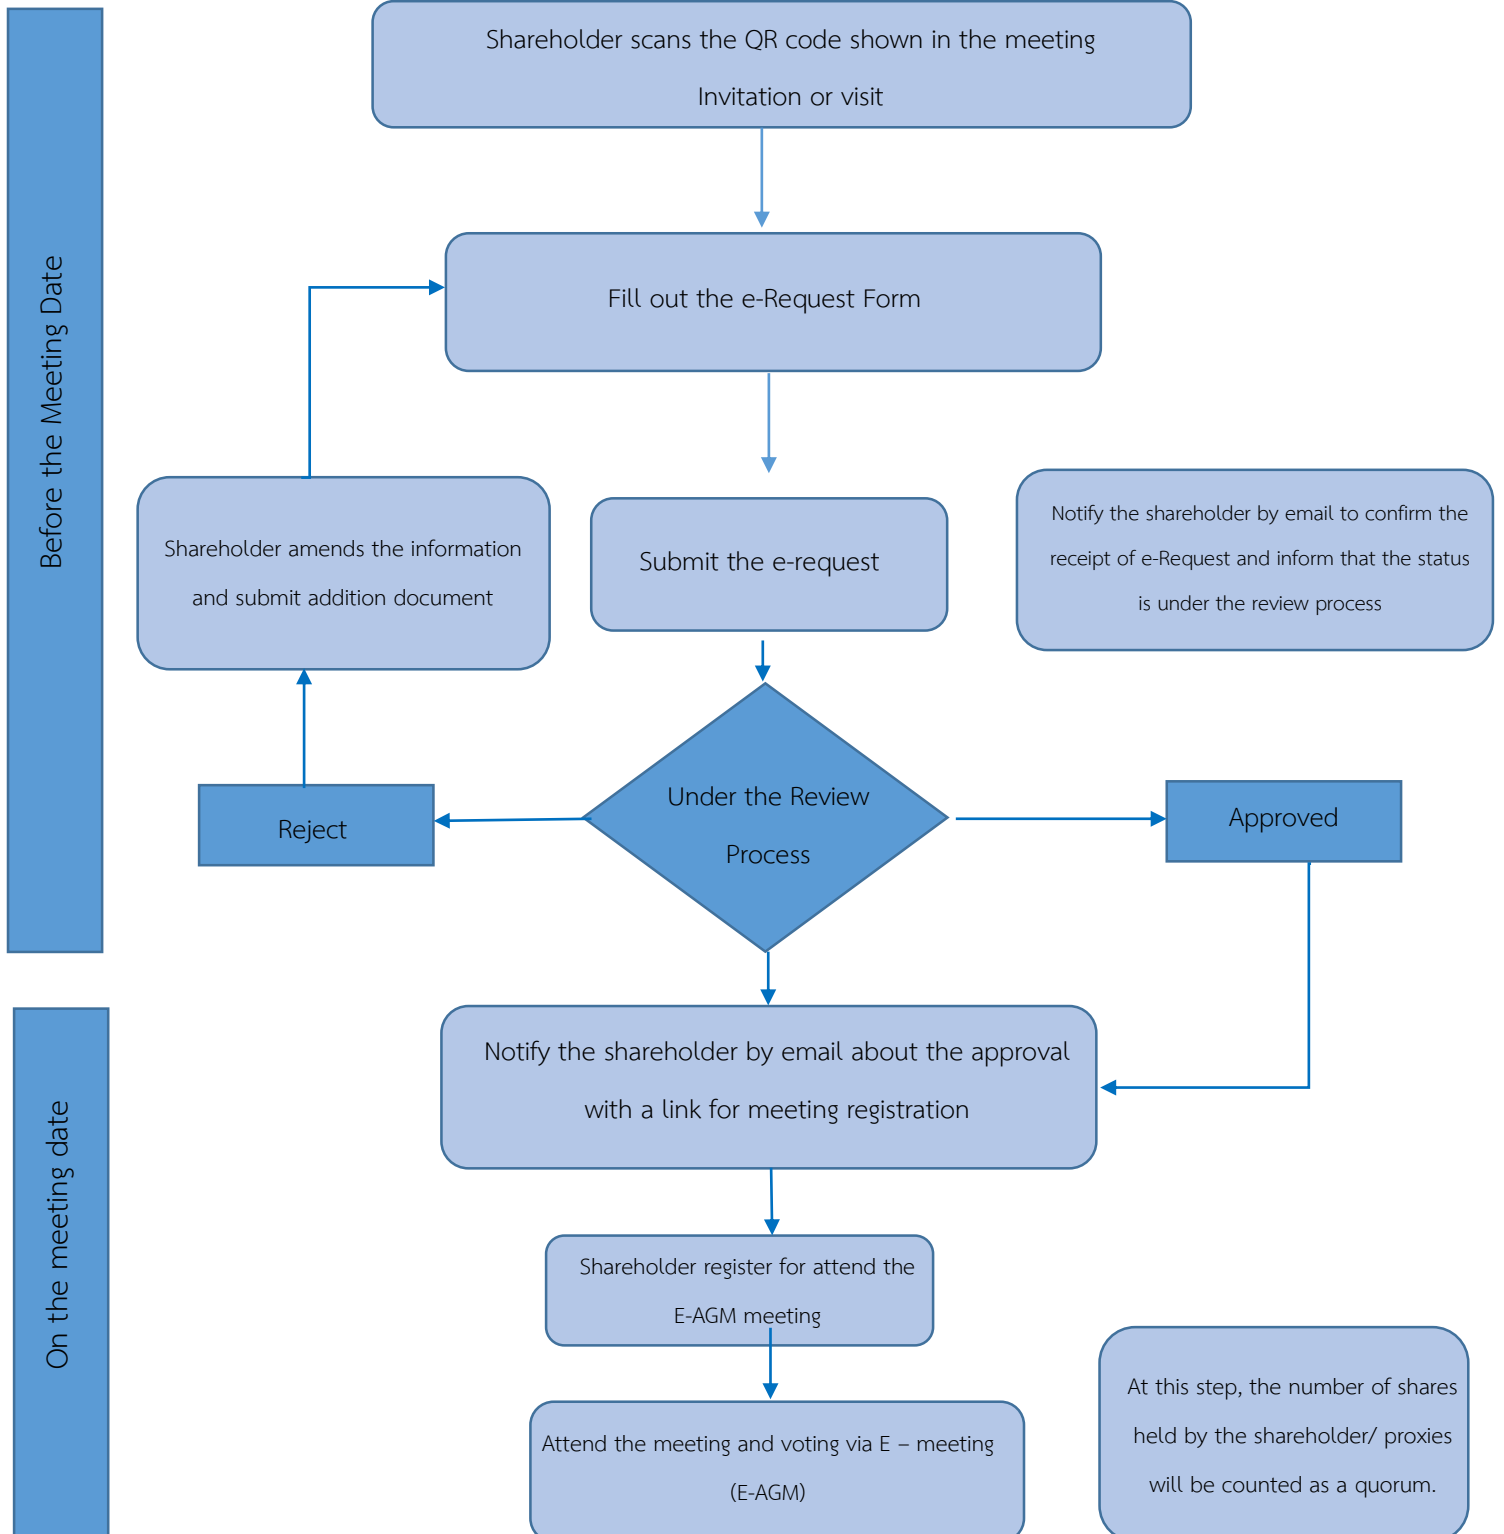 Before the Meeting Date
Shareholder scans the QR code shown in the meeting
Invitation or visit
Fill out the e-Request Form
Shareholder amends the information
and submit addition document
Submit the e-request
Notify the shareholder by email to confirm the
receipt of e-Request and inform that the status
is under the review process
Reject
Under the Review
Process
Approved
On the meeting date
Notify the shareholder by email about the approval
with a link for meeting registration
Shareholder register for attend the
E-AGM meeting
Attend the meeting and voting via E – meeting
(E-AGM)
At this step, the number of shares
held by the shareholder/ proxies
will be counted as a quorum.